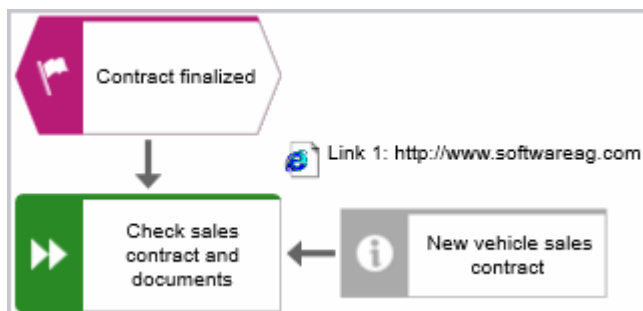 Contract finalized
Link 1: http://www.softwareag.com
Check sales
contract and
documents
New vehicle sales
contract